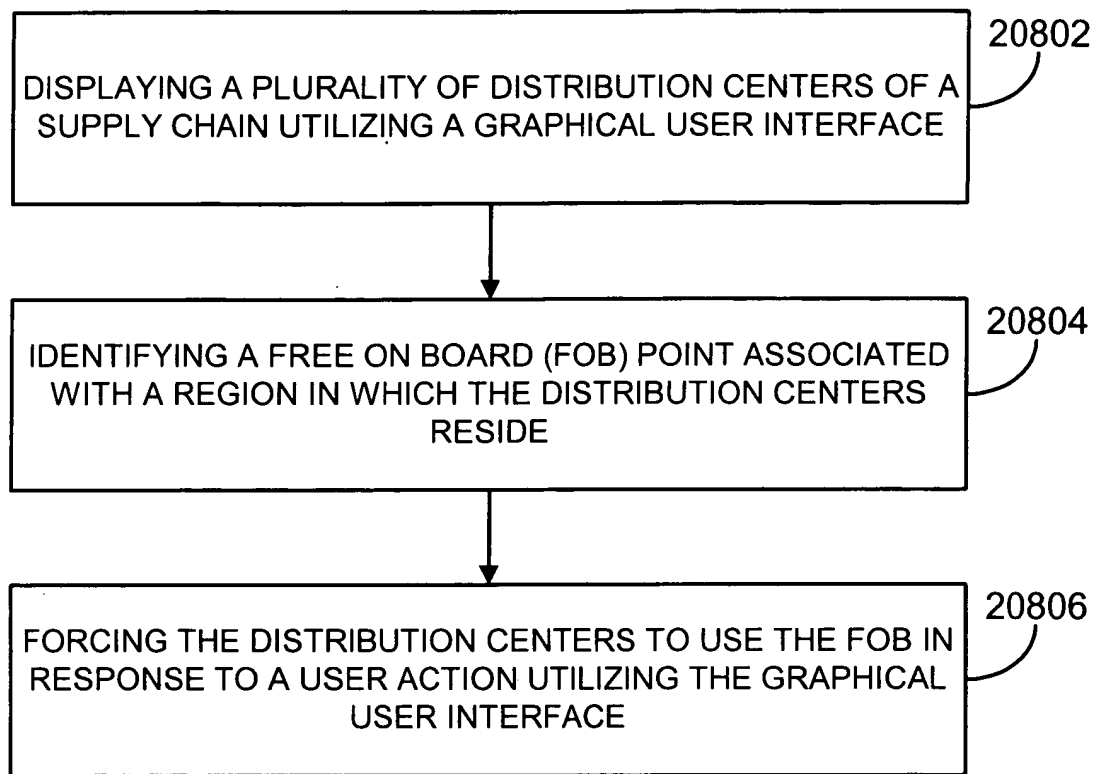 20802
DISPLAYING A PLURALITY OF DISTRIBUTION CENTERS OF A
SUPPLY CHAIN UTILIZING A GRAPHICAL USER INTERFACE
20804
IDENTIFYING A FREE ON BOARD (FOB) POINT ASSOCIATED
WITH A REGION IN WHICH THE DISTRIBUTION CENTERS
RESIDE
20806
FORCING THE DISTRIBUTION CENTERS TO USE THE FOB IN
RESPONSE TO A USER ACTION UTILIZING THE GRAPHICAL
USER INTERFACE